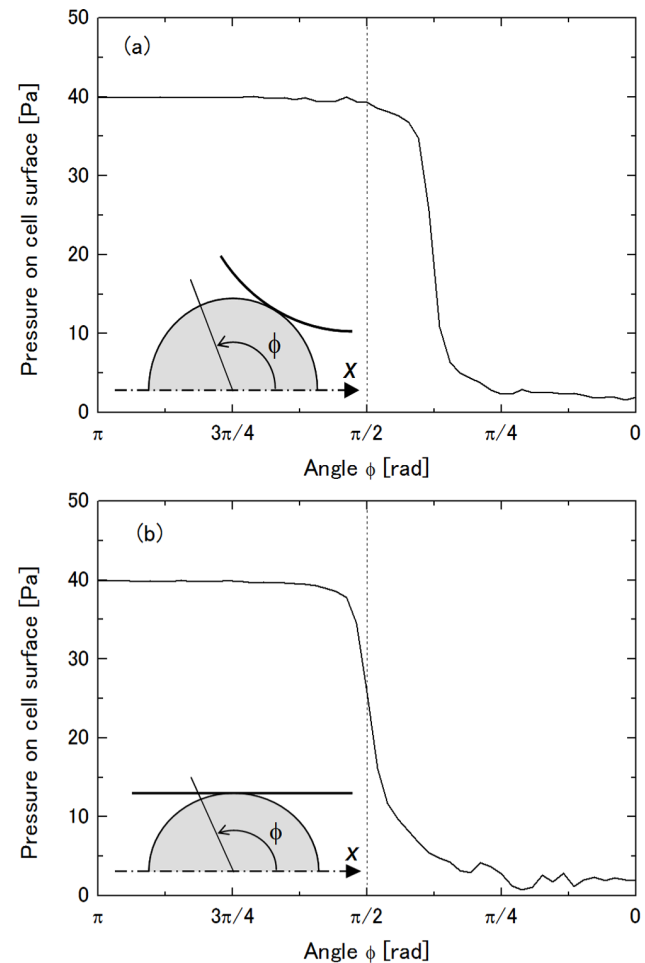 (a)
Pressure on cell surface [Pa]
50
40
30
20
10
0
ϕ
x
π 3π/4 π/2 π/4 0
Angle ϕ [rad]
(b)
Pressure on cell surface [Pa]
50
40
30
20
10
0
ϕ
x
π 3π/4 π/2 π/4 0
Angle ϕ [rad]